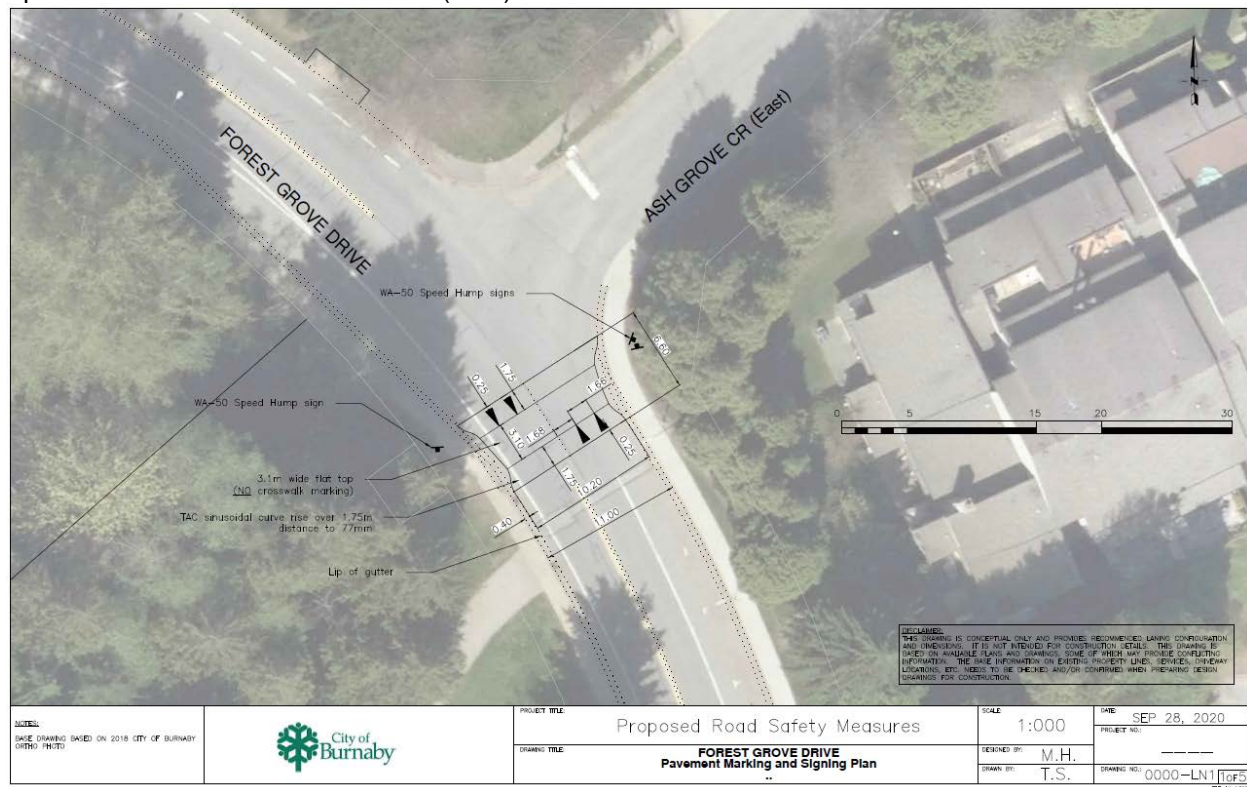 FOREST GROVE DRIVE
ASH GROVE CR (East)
WA-50 Speed Hump signs
6.60
0.25
1.75
1.66
WA-50 Speed Hump sign
3.10
1.68
0.25
3.1m wide flat top
(NO crosswalk marking)
1.75
10.20
TAC sinusoidal curve rise over 1.75m
distance to 77mm
11.00
0.40
Lip of gutter
0 5 15 20 30
DISCLAIMER:
THIS DRAWING IS CONCEPTUAL ONLY AND PROVIDES RECOMMENDED LANING CONFIGURATION
AND DIMENSIONS. IT IS NOT INTENDED FOR CONSTRUCTION DETAILS. THIS DRAWING IS
BASED ON AVAILABLE PLANS AND DRAWINGS, SOME OF WHICH MAY PROVIDE CONFLICTING
INFORMATION. THE BASE INFORMATION ON EXISTING PROPERTY LINES, SERVICES, DRIVEWAY
LOCATIONS, ETC. NEEDS TO BE CHECKED AND/OR CONFIRMED WHEN PREPARING DESIGN
DRAWINGS FOR CONSTRUCTION.
NOTES:
BASE DRAWING BASED ON 2018 CITY OF BURNABY
ORTHO PHOTO
City of
Burnaby
PROJECT TITLE:
Proposed Road Safety Measures
DRAWING TITLE:
FOREST GROVE DRIVE
Pavement Marking and Signing Plan
SCALE:
1:000
DESIGNED BY:
M.H.
DRAWN BY:
T.S.
DATE:
SEP 28, 2020
PROJECT NO.:
----
DRAWING NO.:
0000-LN1 1OF5